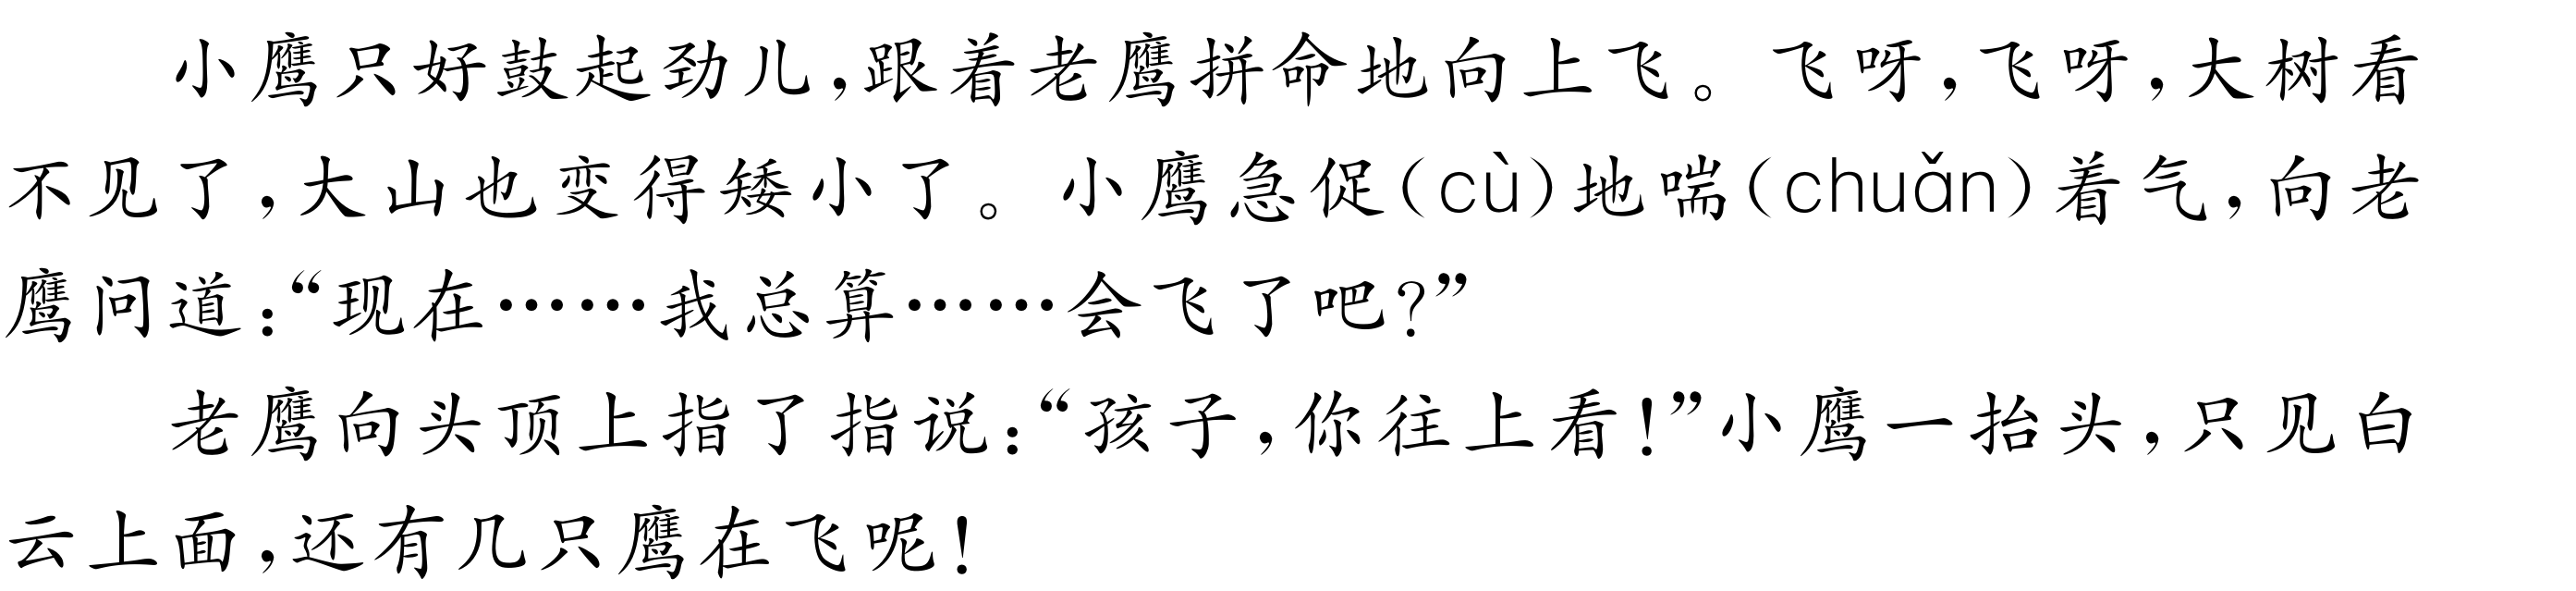 小鹰只好鼓起劲儿,跟着老鹰拼命地向上飞。飞呀,飞呀,大树看
不见了,大山也变得矮小了。小鹰急促(cù)地喘(chuǎn)着气,向老
鹰问道:“现在……我总算……会飞了吧?”
老鹰向头顶上指了指说:“孩子,你往上看!”小鹰一抬头,只见白
云上面,还有几只鹰在飞呢!